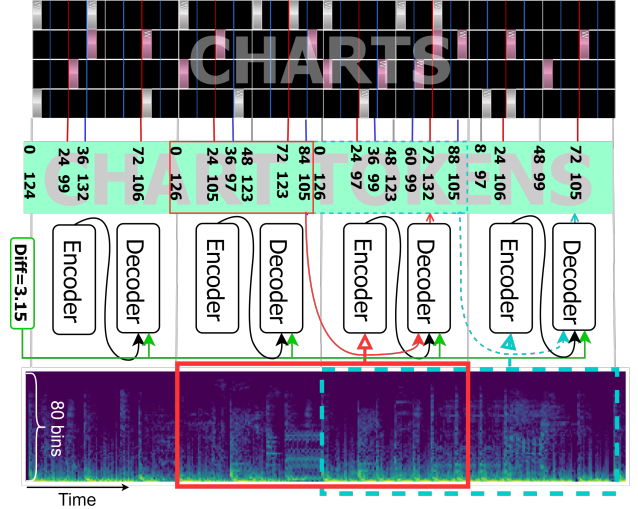 CHARTS
CHART TOKENS
0 124
24 99
36 132
72 106
0 126
24 105
36 97
48 123
72 123
84 105
0 126
24 97
36 99
48 123
60 99
72 132
88 105
8 97
24 106
48 99
72 105
Diff=3.15
Encoder
Decoder
Encoder
Decoder
Encoder
Decoder
Encoder
Decoder
80 bins
Time